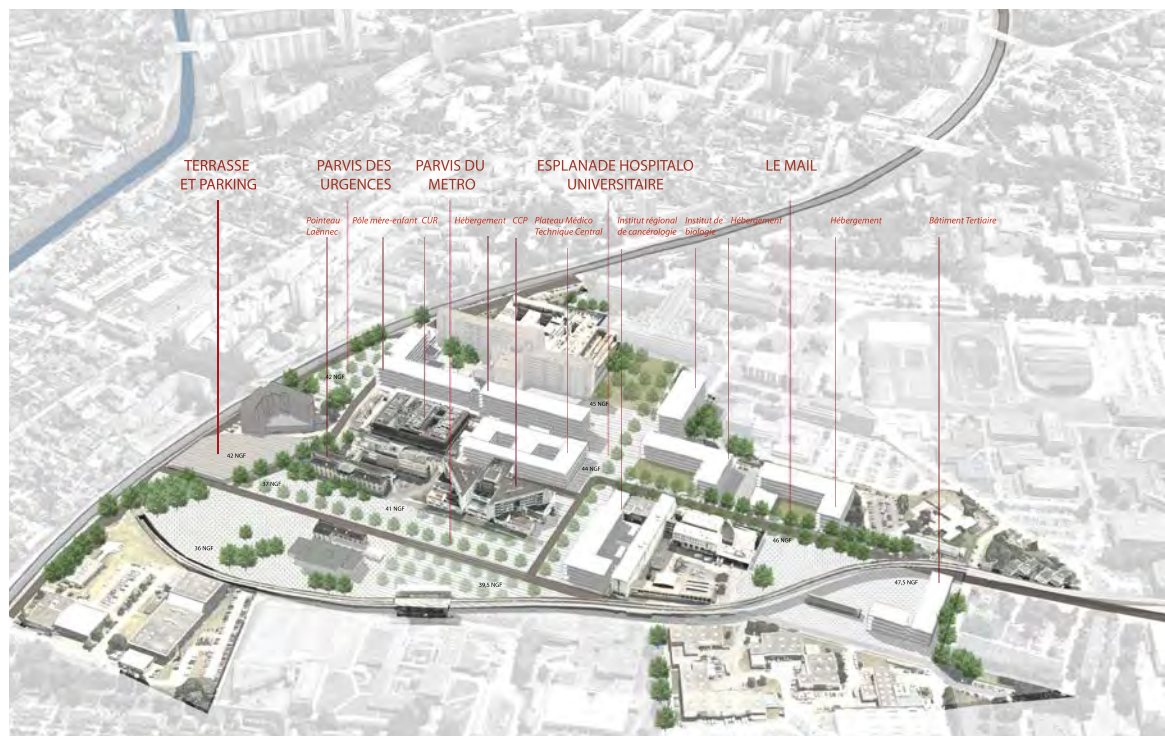 TERRASSE
ET PARKING
PARVIS DES
URGENCES
PARVIS DU
METRO
ESPLANADE HOSPITALO
UNIVERSITAIRE
LE MAIL
Pointeau
Laënnec
Pôle mère-enfant
CUR
Hébergement
CCP
Plateau Médico
Technique Central
Institut régional
de cancérologie
Institut de
biologie
Hébergement
Hébergement
Bâtiment Tertiaire
42 NGF
45 NGF
42 NGF
44 NGF
37 NGF
41 NGF
36 NGF
46 NGF
39,5 NGF
47,5 NGF